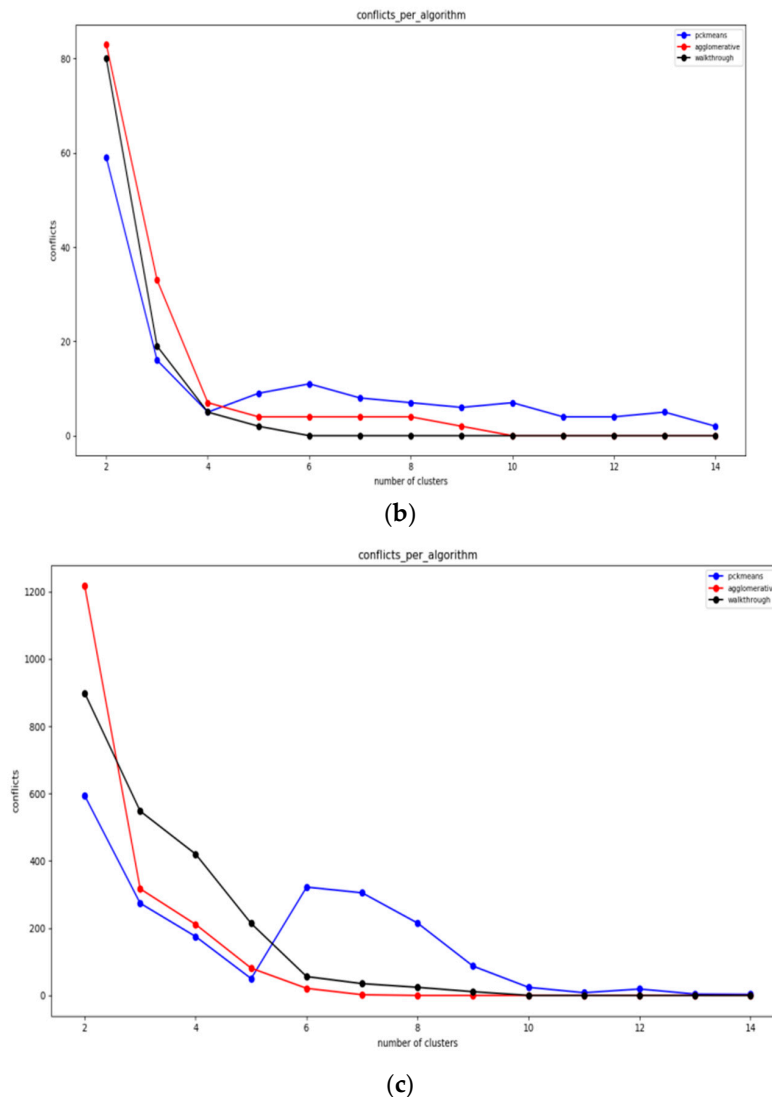 conflicts_per_algorithm
pckmeans
agglomerative
walkthrough
80
60
40
20
0
conflicts
2 4 6 8 10 12 14
number of clusters
(b)
conflicts_per_algorithm
pckmeans
agglomerative
walkthrough
1200
1000
800
600
400
200
0
conflicts
2 4 6 8 10 12 14
number of clusters
(c)